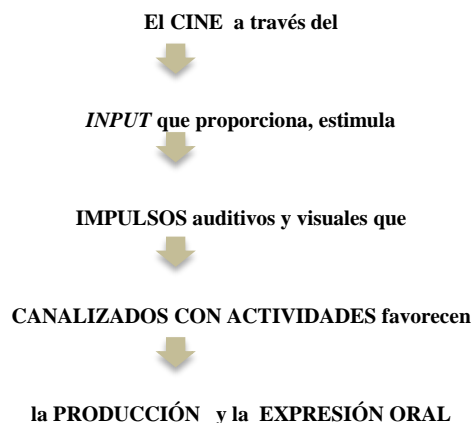 El CINE a través del
INPUT que proporciona, estimula
IMPULSOS auditivos y visuales que
CANALIZADOS CON ACTIVIDADES favorecen
la PRODUCCIÓN y la EXPRESIÓN ORAL